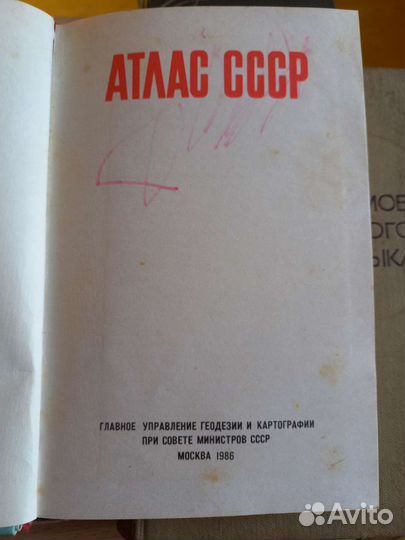 АТЛАС СССР
ГЛАВНОЕ УПРАВЛЕНИЕ ГЕОДЕЗИИ И КАРТОГРАФИИ
ПРИ СОВЕТЕ МИНИСТРОВ СССР
МОСКВА 1986
Avito